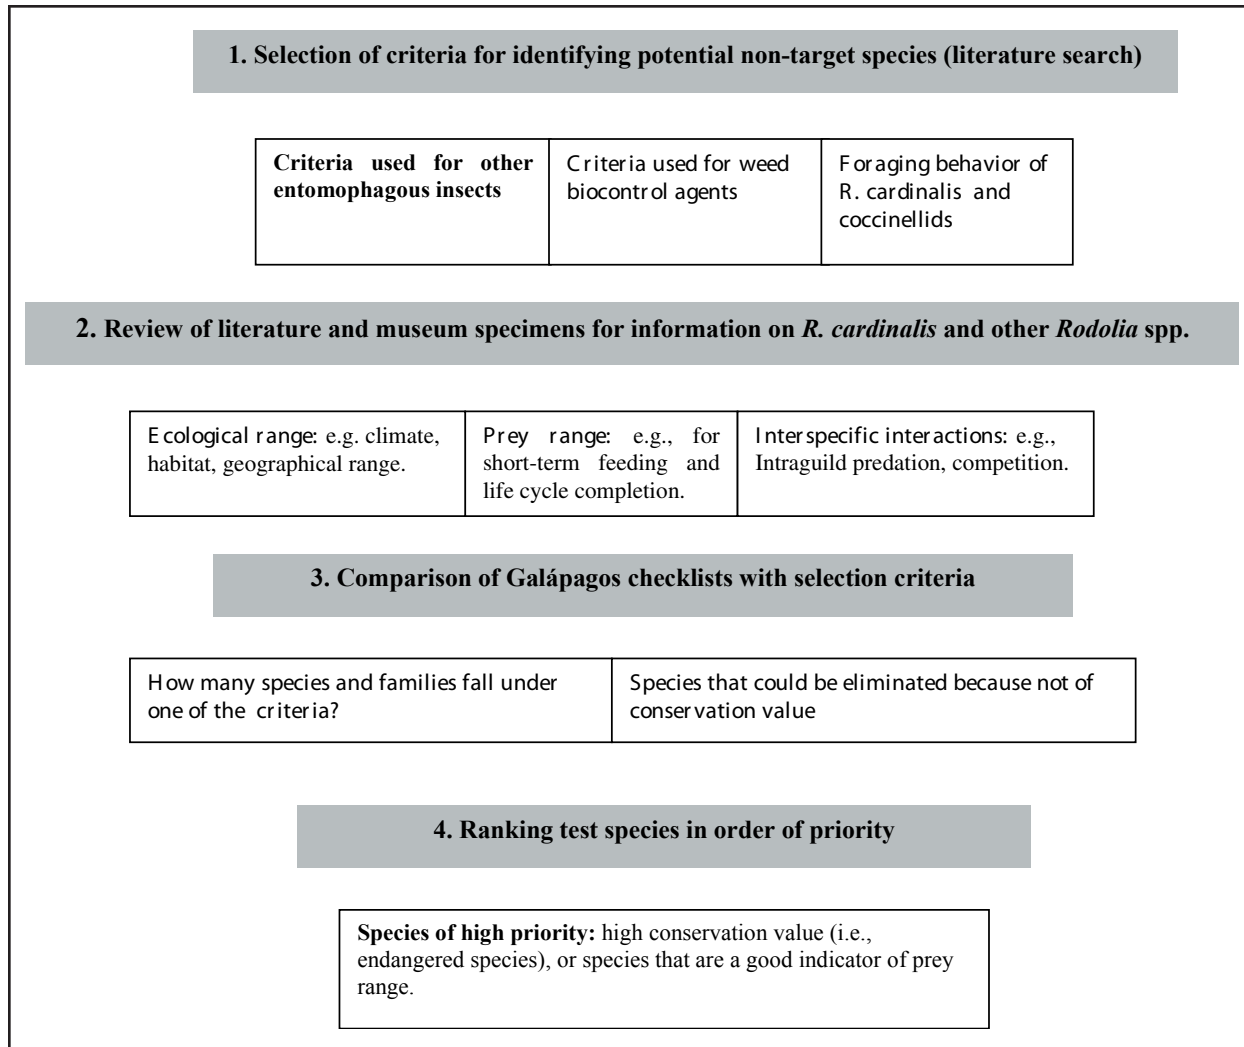 1. Selection of criteria for identifying potential non-target species (literature search)
Criteria used for other
entomophagous insects
Criteria used for weed
biocontrol agents
Foraging behavior of
R. cardinalis and
coccinellids
2. Review of literature and museum specimens for information on R. cardinalis and other Rodolia spp.
Ecological range: e.g. climate,
habitat, geographical range.
Prey range: e.g., for
short-term feeding and
life cycle completion.
Interspecific interactions: e.g.,
Intraguild predation, competition.
3. Comparison of Galápagos checklists with selection criteria
How many species and families fall under
one of the criteria?
Species that could be eliminated because not of
conservation value
4. Ranking test species in order of priority
Species of high priority: high conservation value (i.e.,
endangered species), or species that are a good indicator of prey
range.